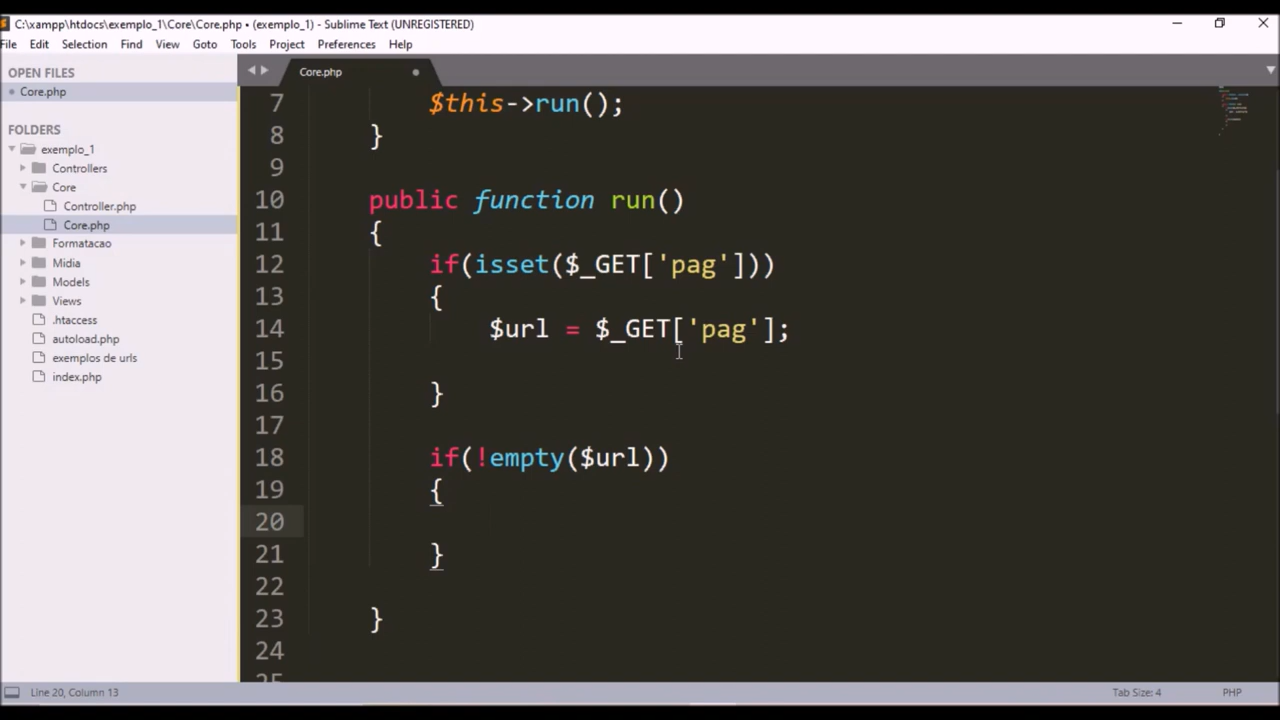 C:\xampp\htdocs\exemplo_1\Core\Core.php • (exemplo_1) - Sublime Text (UNREGISTERED)
File Edit Selection Find View Goto Tools Project Preferences Help
OPEN FILES
Core.php
FOLDERS
exemplo_1
Controllers
Core
Controller.php
Core.php
Formatacao
Midia
Models
Views
.htaccess
autoload.php
exemplos de urls
index.php
Core.php
7 $this->run();
8 }
9
10 public function run()
11 {
12 if(isset($_GET['pag']))
13 {
14 $url = $_GET['pag'];
15
16 }
17
18 if(!empty($url))
19 {
20
21 }
22
23 }
24
Line 20, Column 13
Tab Size: 4
PHP